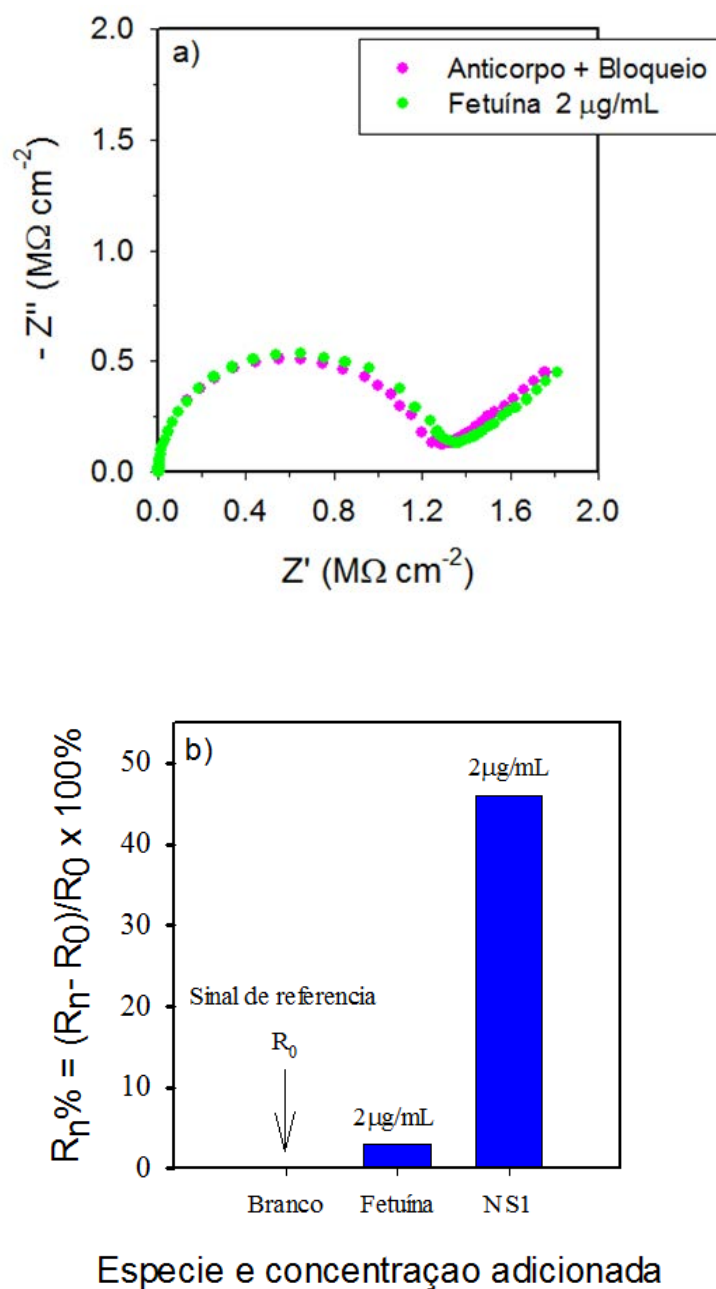 a)
Anticorpo + Bloqueio
Fetuína 2 μg/mL
2.0
1.5
1.0
0.5
0.0
- Z'' (MΩ cm⁻²)
0.0 0.4 0.8 1.2 1.6 2.0
Z' (MΩ cm⁻²)
b)
50
40
30
20
10
0
Rₙ% = (Rₙ- R₀)/R₀ x 100%
2μg/mL
Sinal de referencia
R₀
2μg/mL
Branco Fetuína NS1
Especie e concentraçao adicionada